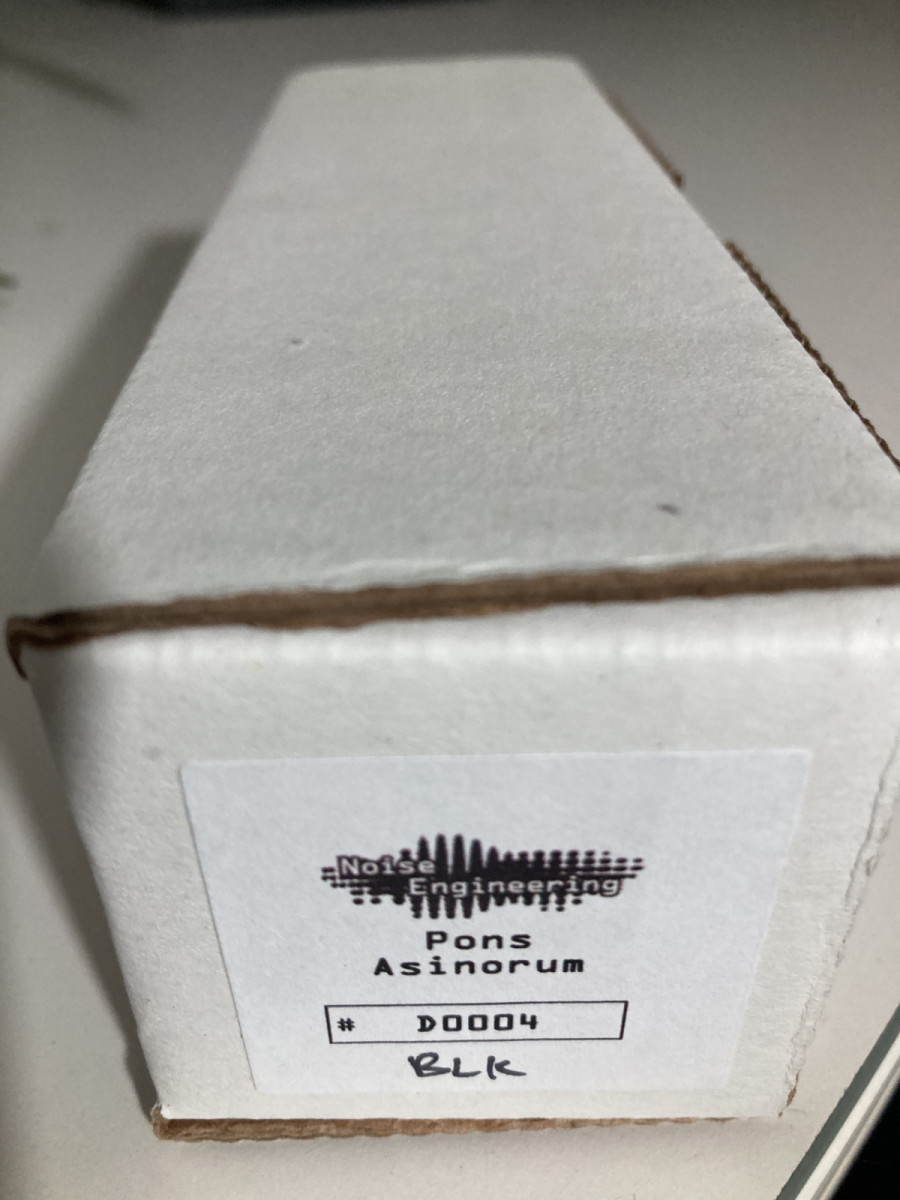 Noise
Engineering
Pons
Asinorum
# D0004
BLK